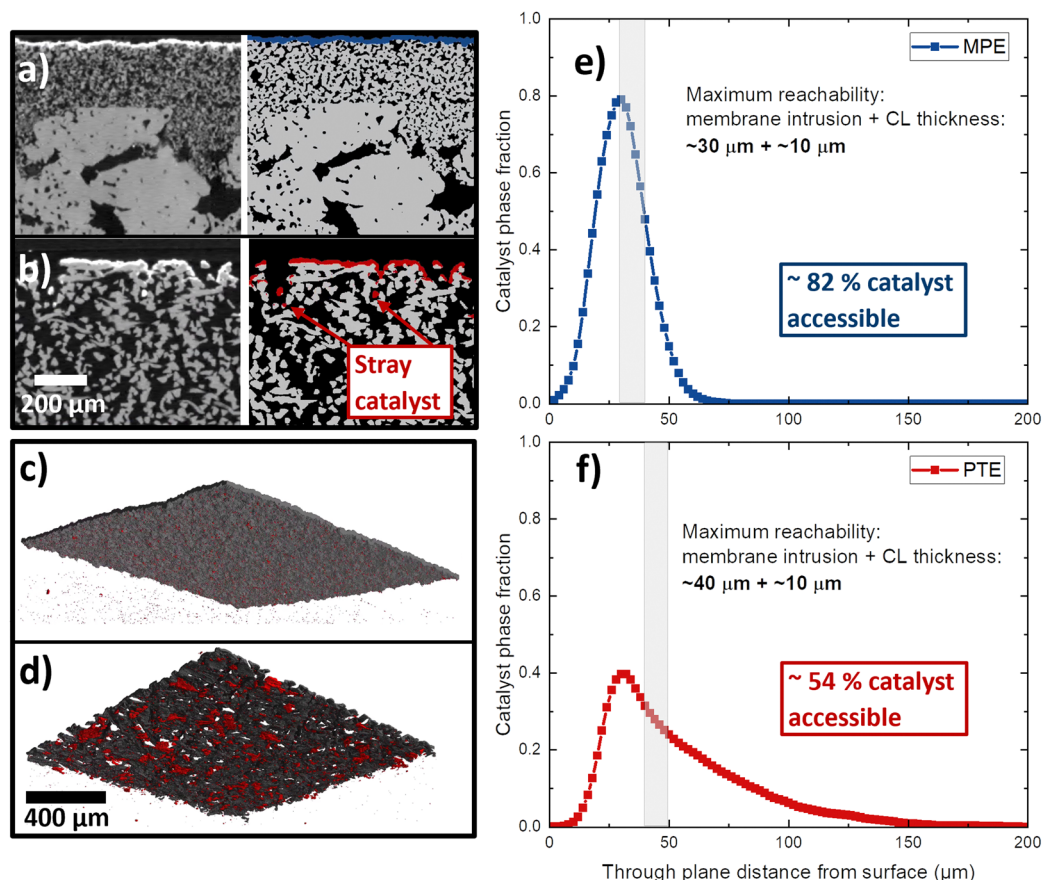 a)
b)
200 µm
Stray
catalyst
c)
d)
400 µm
e)
MPE
Maximum reachability:
membrane intrusion + CL thickness:
~30 µm + ~10 µm
~ 82 % catalyst
accessible
Catalyst phase fraction
1.0
0.8
0.6
0.4
0.2
0.0
0
50
100
150
200
f)
PTE
Maximum reachability:
membrane intrusion + CL thickness:
~40 µm + ~10 µm
~ 54 % catalyst
accessible
Catalyst phase fraction
1.0
0.8
0.6
0.4
0.2
0.0
0
50
100
150
200
Through plane distance from surface (µm)